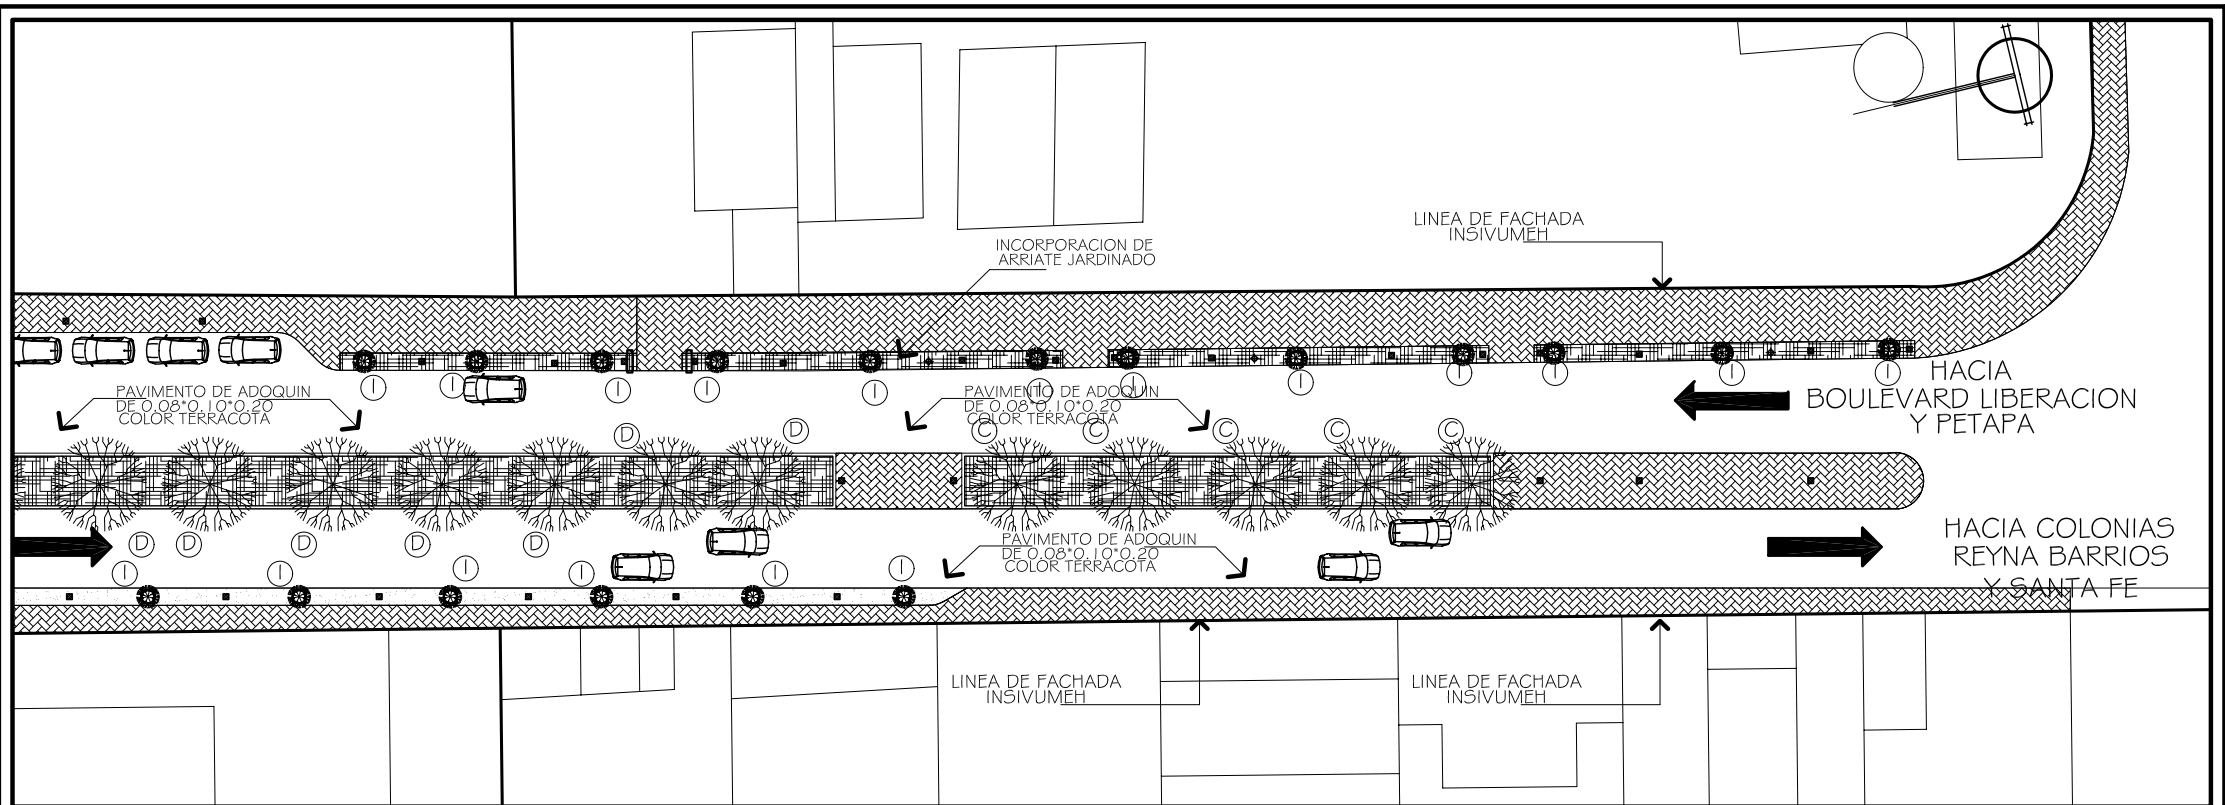 LINEA DE FACHADA
INSIVUMEH
INCORPORACION DE
ARRIATE JARDINADO
I
I
I
I
I
I
I
I
I
I
I
I
PAVIMENTO DE ADOQUIN
DE 0.08*0.10*0.20
COLOR TERRACOTA
PAVIMENTO DE ADOQUIN
DE 0.08*0.10*0.20
COLOR TERRACOTA
HACIA
BOULEVARD LIBERACION
Y PETAPA
D
D
C
C
C
C
C
D
D
D
D
D
PAVIMENTO DE ADOQUIN
DE 0.08*0.10*0.20
COLOR TERRACOTA
HACIA COLONIAS
REYNA BARRIOS
Y SANTA FE
I
I
I
I
I
I
LINEA DE FACHADA
INSIVUMEH
LINEA DE FACHADA
INSIVUMEH